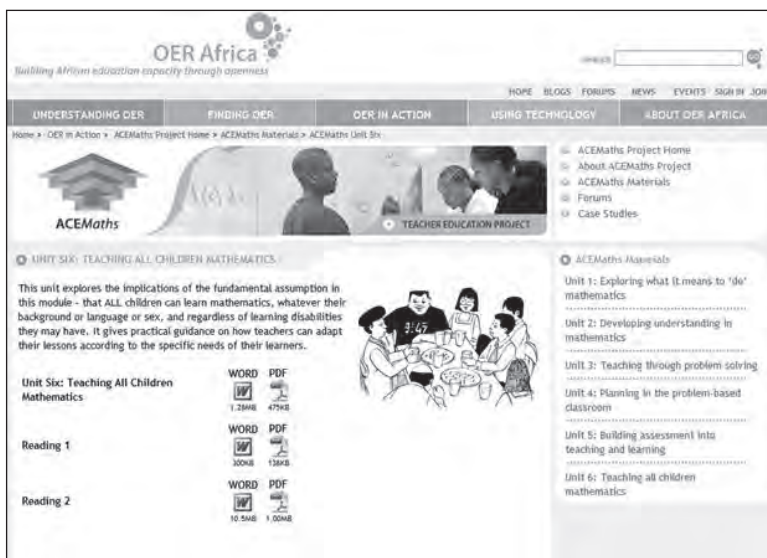 OER Africa
Building African education capacity through openness
GO
HOME BLOGS FORUMS NEWS EVENTS SIGN IN JOIN
UNDERSTANDING OER FINDING OER OER IN ACTION USING TECHNOLOGY ABOUT OER AFRICA
Home > OER in Action > ACEMaths Project Home > ACEMaths Materials > ACEMaths Unit Six
ACEMaths
TEACHER EDUCATION PROJECT
ACEMaths Project Home
About ACEMaths Project
ACEMaths Materials
Forums
Case Studies
UNIT SIX: TEACHING ALL CHILDREN MATHEMATICS
This unit explores the implications of the fundamental assumption in
this module - that ALL children can learn mathematics, whatever their
background or language or sex, and regardless of learning disabilities
they may have. It gives practical guidance on how teachers can adapt
their lessons according to the specific needs of their learners.
9:45
WORD PDF
Unit Six: Teaching All Children
Mathematics
1.28MB 475KB
WORD PDF
Reading 1
300KB 136KB
WORD PDF
Reading 2
10.5MB 1.00MB
ACEMaths Materials
Unit 1: Exploring what it means to 'do'
mathematics
Unit 2: Developing understanding in
mathematics
Unit 3: Teaching through problem solving
Unit 4: Planning in the problem-based
classroom
Unit 5: Building assessment into
teaching and learning
Unit 6: Teaching all children
mathematics